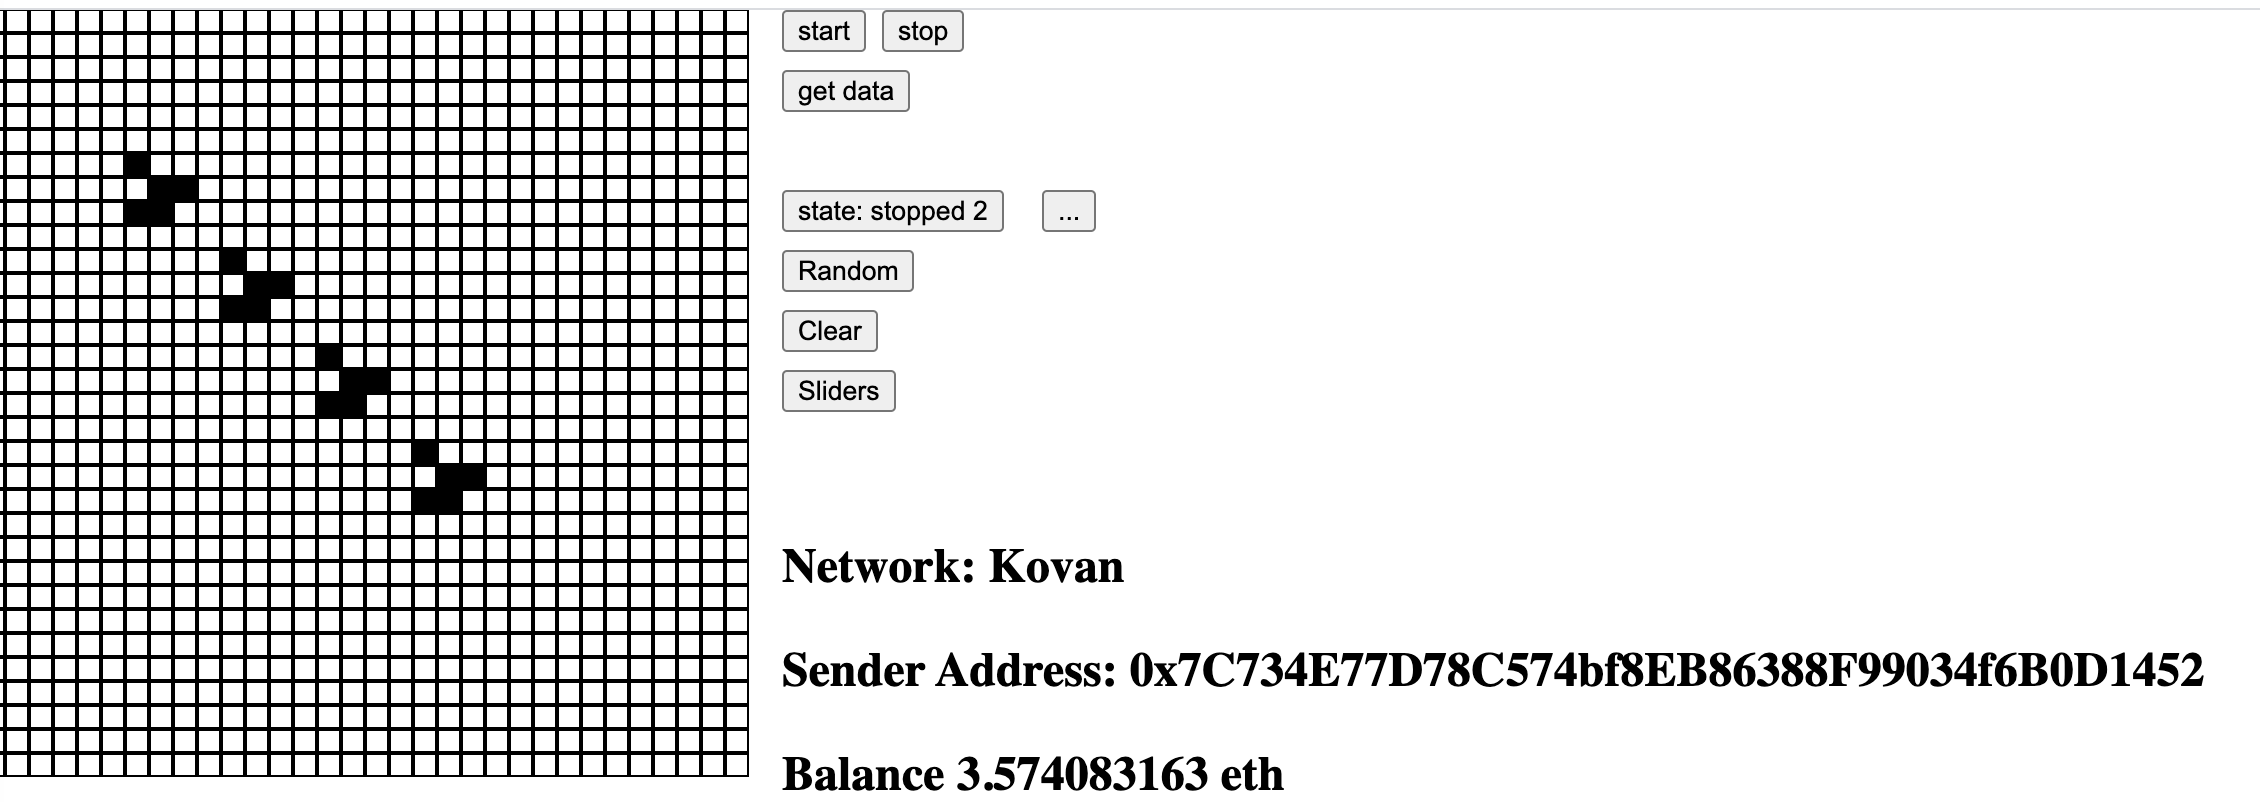 start stop
get data
state: stopped 2 ...
Random
Clear
Sliders
Network: Kovan
Sender Address: 0x7C734E77D78C574bf8EB86388F99034f6B0D1452
Balance 3.574083163 eth